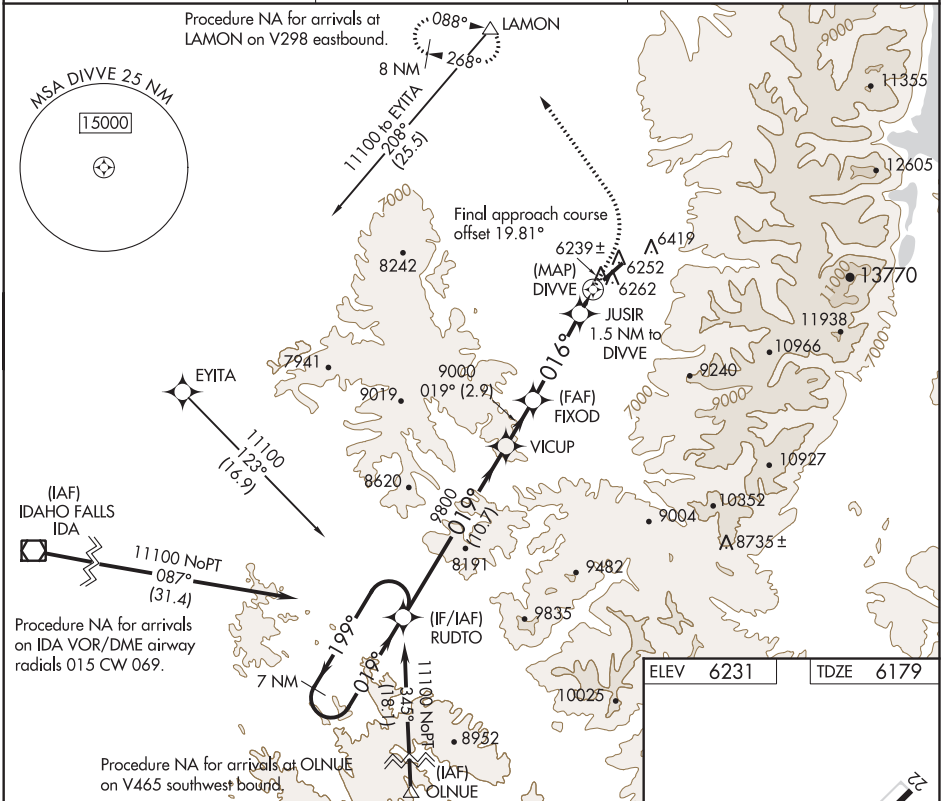 Procedure NA for arrivals at
LAMON on V298 eastbound.
088°
LAMON
268°
8 NM
9000
11355
MSA DIVVE 25 NM
15000
11100 to EYITA
208°
(25.5)
12605
7000
Final approach course
offset 19.81°
6239±
6419
8242
(MAP)
DIVVE
6252
6262
11000
13770
JUSIR
1.5 NM to
DIVVE
11938
10966
7000
7941
EYITA
9000
019° (2.9)
016°
9240
9019
(FAF)
FIXOD
7000
9000
11100
123°
(16.9)
VICUP
10927
8620
9800
019°
(10.7)
10352
(IAF)
IDAHO FALLS
IDA
9004
8735±
8191
11100 NoPT
087°
(31.4)
9482
Procedure NA for arrivals
on IDA VOR/DME airway
radials 015 CW 069.
(IF/IAF)
RUDTO
9835
199°
019°
7 NM
11100 NoPT
345°
(18.1)
ELEV 6231
TDZE 6179
10025
8952
Procedure NA for arrivals at OLNUE
on V465 southwest bound.
(IAF)
OLNUE
22